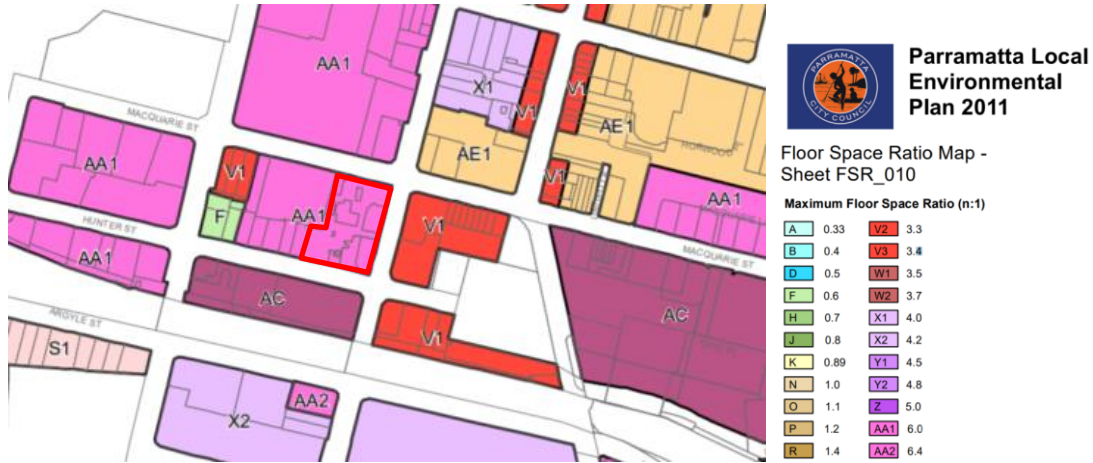 AA1
X1
V1
V1
AE1
MACQUARIE ST
AE1
AA1
V1
V1
AA1
F
AA1
V1
HUNTER ST
MACQUARIE ST
AA1
AC
AC
ARGYLE ST
S1
V1
AA2
X2
PARRAMATTA
CITY COUNCIL
Parramatta Local
Environmental
Plan 2011
Floor Space Ratio Map -
Sheet FSR_010
Maximum Floor Space Ratio (n:1)
A 0.33 V2 3.3
B 0.4 V3 3.4
D 0.5 W1 3.5
F 0.6 W2 3.7
H 0.7 X1 4.0
J 0.8 X2 4.2
K 0.89 Y1 4.5
N 1.0 Y2 4.8
O 1.1 Z 5.0
P 1.2 AA1 6.0
R 1.4 AA2 6.4